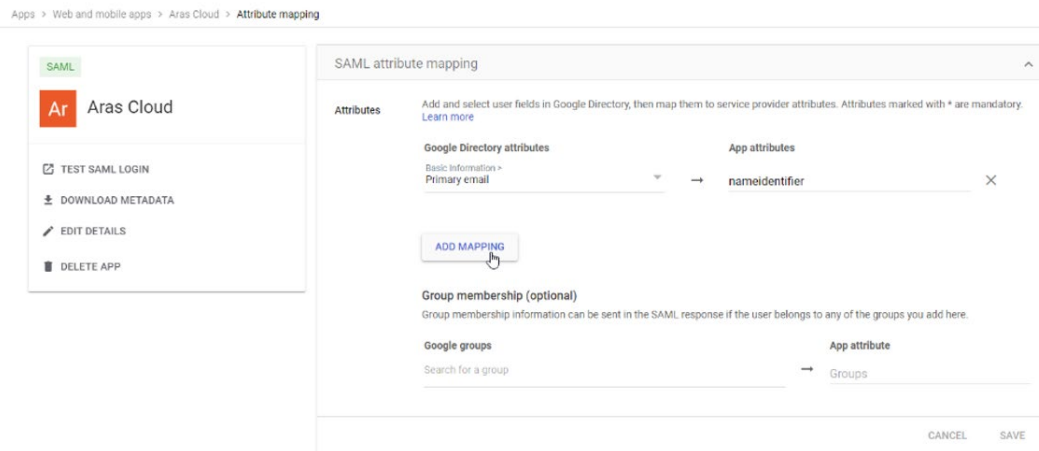 Apps > Web and mobile apps > Aras Cloud > Attribute mapping
SAML
Ar Aras Cloud
TEST SAML LOGIN
DOWNLOAD METADATA
EDIT DETAILS
DELETE APP
SAML attribute mapping
Attributes
Add and select user fields in Google Directory, then map them to service provider attributes. Attributes marked with * are mandatory.
Learn more
Google Directory attributes App attributes
Basic Information >
Primary email → nameidentifier
ADD MAPPING
Group membership (optional)
Group membership information can be sent in the SAML response if the user belongs to any of the groups you add here.
Google groups App attribute
Search for a group → Groups
CANCEL SAVE